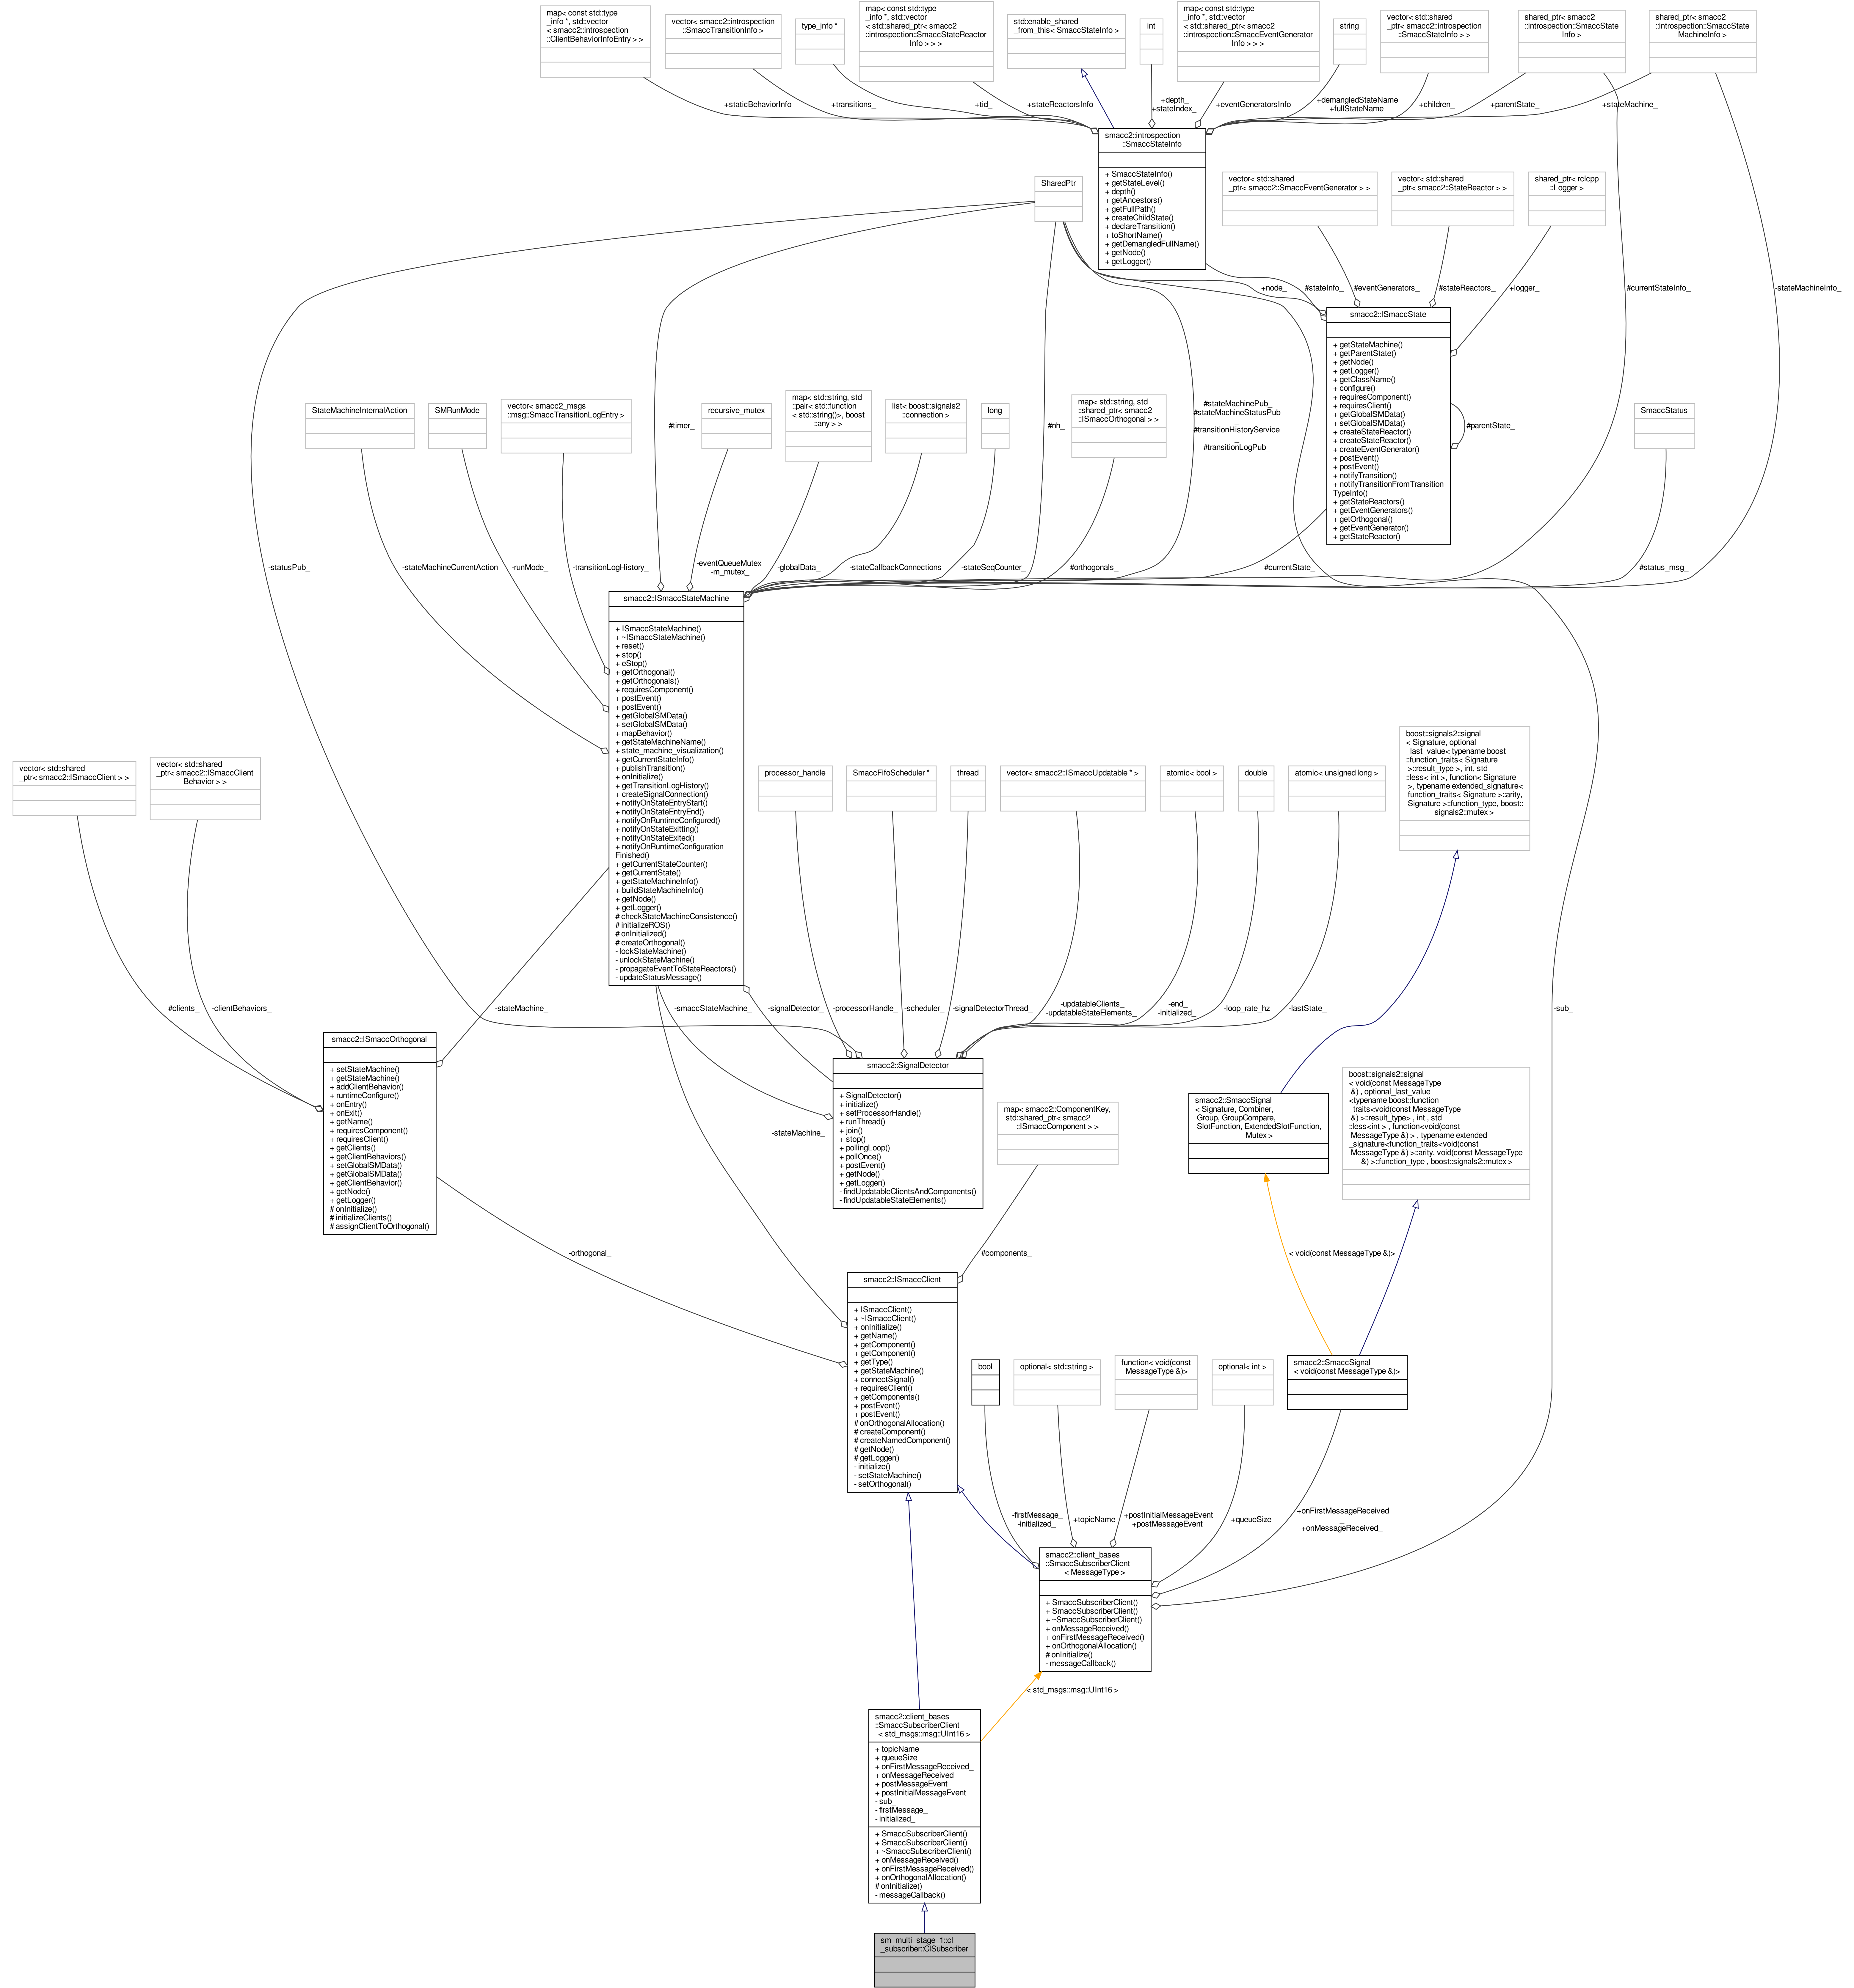 map< const std::type
_info *, std::vector
< smacc2::introspection
::ClientBehaviorInfoEntry > >
vector< smacc2::introspection
::SmaccTransitionInfo >
type_info *
map< const std::type
_info *, std::vector
< std::shared_ptr< smacc2
::introspection::SmaccStateReactor
Info > > >
std::enable_shared
_from_this< SmaccStateInfo >
int
map< const std::type
_info *, std::vector
< std::shared_ptr< smacc2
::introspection::SmaccEventGenerator
Info > > >
string
vector< std::shared
_ptr< smacc2::introspection
::SmaccStateInfo > >
shared_ptr< smacc2
::introspection::SmaccState
Info >
shared_ptr< smacc2
::introspection::SmaccState
MachineInfo >
+staticBehaviorInfo
+transitions_
+tid_
+stateReactorsInfo
+depth_
+stateIndex_
+eventGeneratorsInfo
+demangledStateName
+fullStateName
+children_
+parentState_
+stateMachine_
smacc2::introspection
::SmaccStateInfo
+ SmaccStateInfo()
+ getStateLevel()
+ depth()
+ getAncestors()
+ getFullPath()
+ createChildState()
+ declareTransition()
+ toShortName()
+ getDemangledFullName()
+ getNode()
+ getLogger()
SharedPtr
vector< std::shared
_ptr< smacc2::SmaccEventGenerator > >
vector< std::shared
_ptr< smacc2::StateReactor > >
shared_ptr< rclcpp
::Logger >
+node_
#stateInfo_
#eventGenerators_
#stateReactors_
+logger_
#currentStateInfo_
-stateMachineInfo_
smacc2::ISmaccState
+ getStateMachine()
+ getParentState()
+ getNode()
+ getLogger()
+ getClassName()
+ configure()
+ requiresComponent()
+ requiresClient()
+ getGlobalSMData()
+ setGlobalSMData()
+ createStateReactor()
+ createStateReactor()
+ createEventGenerator()
+ postEvent()
+ postEvent()
+ notifyTransition()
+ notifyTransitionFromTransition
TypeInfo()
+ getStateReactors()
+ getEventGenerators()
+ getOrthogonal()
+ getEventGenerator()
+ getStateReactor()
#parentState_
StateMachineInternalAction
SMRunMode
vector< smacc2_msgs
::msg::SmaccTransitionLogEntry >
#timer_
recursive_mutex
map< std::string, std
::pair< std::function
< std::string()>, boost
::any > >
list< boost::signals2
::connection >
long
#nh_
map< std::string, std
::shared_ptr< smacc2
::ISmaccOrthogonal > >
#stateMachinePub_
#stateMachineStatusPub
_
#transitionHistoryService
_
#transitionLogPub_
SmaccStatus
-statusPub_
-stateMachineCurrentAction
-runMode_
-transitionLogHistory_
-eventQueueMutex_
-m_mutex_
-globalData_
-stateCallbackConnections
-stateSeqCounter_
#orthogonals_
#currentState_
#status_msg_
smacc2::ISmaccStateMachine
+ ISmaccStateMachine()
+ ~ISmaccStateMachine()
+ reset()
+ stop()
+ eStop()
+ getOrthogonal()
+ getOrthogonals()
+ requiresComponent()
+ postEvent()
+ postEvent()
+ getGlobalSMData()
+ setGlobalSMData()
+ mapBehavior()
+ getStateMachineName()
+ state_machine_visualization()
+ getCurrentStateInfo()
+ publishTransition()
+ onInitialize()
+ getTransitionLogHistory()
+ createSignalConnection()
+ notifyOnStateEntryStart()
+ notifyOnStateEntryEnd()
+ notifyOnRuntimeConfigured()
+ notifyOnStateExitting()
+ notifyOnStateExited()
+ notifyOnRuntimeConfiguration
Finished()
+ getCurrentStateCounter()
+ getCurrentState()
+ getStateMachineInfo()
+ buildStateMachineInfo()
+ getNode()
+ getLogger()
# checkStateMachineConsistence()
# initializeROS()
# onInitialized()
# createOrthogonal()
- lockStateMachine()
- unlockStateMachine()
- propagateEventToStateReactors()
- updateStatusMessage()
vector< std::shared
_ptr< smacc2::ISmaccClient > >
vector< std::shared
_ptr< smacc2::ISmaccClient
Behavior > >
processor_handle
SmaccFifoScheduler *
thread
vector< smacc2::ISmaccUpdatable * >
atomic< bool >
double
atomic< unsigned long >
boost::signals2::signal
< Signature, optional
_last_value< typename boost
::function_traits< Signature
>::result_type >, int, std
::less< int >, function< Signature
>, typename extended_signature<
function_traits< Signature >::arity,
Signature >::function_type, boost::
signals2::mutex >
#clients_
-clientBehaviors_
-stateMachine_
-smaccStateMachine_
-signalDetector_
-processorHandle_
-scheduler_
-signalDetectorThread_
-updatableClients_
-updatableStateElements_
-end_
-initialized_
-loop_rate_hz
-lastState_
-sub_
smacc2::ISmaccOrthogonal
+ setStateMachine()
+ getStateMachine()
+ addClientBehavior()
+ runtimeConfigure()
+ onEntry()
+ onExit()
+ getName()
+ requiresComponent()
+ requiresClient()
+ getClients()
+ getClientBehaviors()
+ setGlobalSMData()
+ getGlobalSMData()
+ getClientBehavior()
+ getNode()
+ getLogger()
# onInitialize()
# initializeClients()
# assignClientToOrthogonal()
smacc2::SignalDetector
+ SignalDetector()
+ initialize()
+ setProcessorHandle()
+ runThread()
+ join()
+ stop()
+ pollingLoop()
+ pollOnce()
+ postEvent()
+ getNode()
+ getLogger()
- findUpdatableClientsAndComponents()
- findUpdatableStateElements()
-stateMachine_
map< smacc2::ComponentKey,
std::shared_ptr< smacc2
::ISmaccComponent > >
smacc2::SmaccSignal
< Signature, Combiner,
Group, GroupCompare,
SlotFunction, ExtendedSlotFunction,
Mutex >
boost::signals2::signal
< void(const MessageType
&) , optional_last_value
<typename boost::function
_traits<void(const MessageType
&) >::result_type> , int , std
::less<int > , function<void(const
MessageType &) > , typename extended
_signature<function_traits<void(const
MessageType &) >::arity, void(const MessageType
&) >::function_type , boost::signals2::mutex >
-orthogonal_
#components_
< void(const MessageType &)>
smacc2::ISmaccClient
+ ISmaccClient()
+ ~ISmaccClient()
+ onInitialize()
+ getName()
+ getComponent()
+ getComponent()
+ getType()
+ getStateMachine()
+ connectSignal()
+ requiresClient()
+ getComponents()
+ postEvent()
+ postEvent()
# onOrthogonalAllocation()
# createComponent()
# createNamedComponent()
# getNode()
# getLogger()
- initialize()
- setStateMachine()
- setOrthogonal()
bool
optional< std::string >
function< void(const
MessageType &)>
optional< int >
smacc2::SmaccSignal
< void(const MessageType &)>
-firstMessage_
-initialized_
+topicName
+postInitialMessageEvent
+postMessageEvent
+queueSize
+onFirstMessageReceived
_
+onMessageReceived_
smacc2::client_bases
::SmaccSubscriberClient
< MessageType >
+ SmaccSubscriberClient()
+ SmaccSubscriberClient()
+ ~SmaccSubscriberClient()
+ onMessageReceived()
+ onFirstMessageReceived()
+ onOrthogonalAllocation()
# onInitialize()
- messageCallback()
< std_msgs::msg::UInt16 >
smacc2::client_bases
::SmaccSubscriberClient
< std_msgs::msg::UInt16 >
+ topicName
+ queueSize
+ onFirstMessageReceived_
+ onMessageReceived_
+ postMessageEvent
+ postInitialMessageEvent
- sub_
- firstMessage_
- initialized_
+ SmaccSubscriberClient()
+ SmaccSubscriberClient()
+ ~SmaccSubscriberClient()
+ onMessageReceived()
+ onFirstMessageReceived()
+ onOrthogonalAllocation()
# onInitialize()
- messageCallback()
sm_multi_stage_1::cl
_subscriber::ClSubscriber